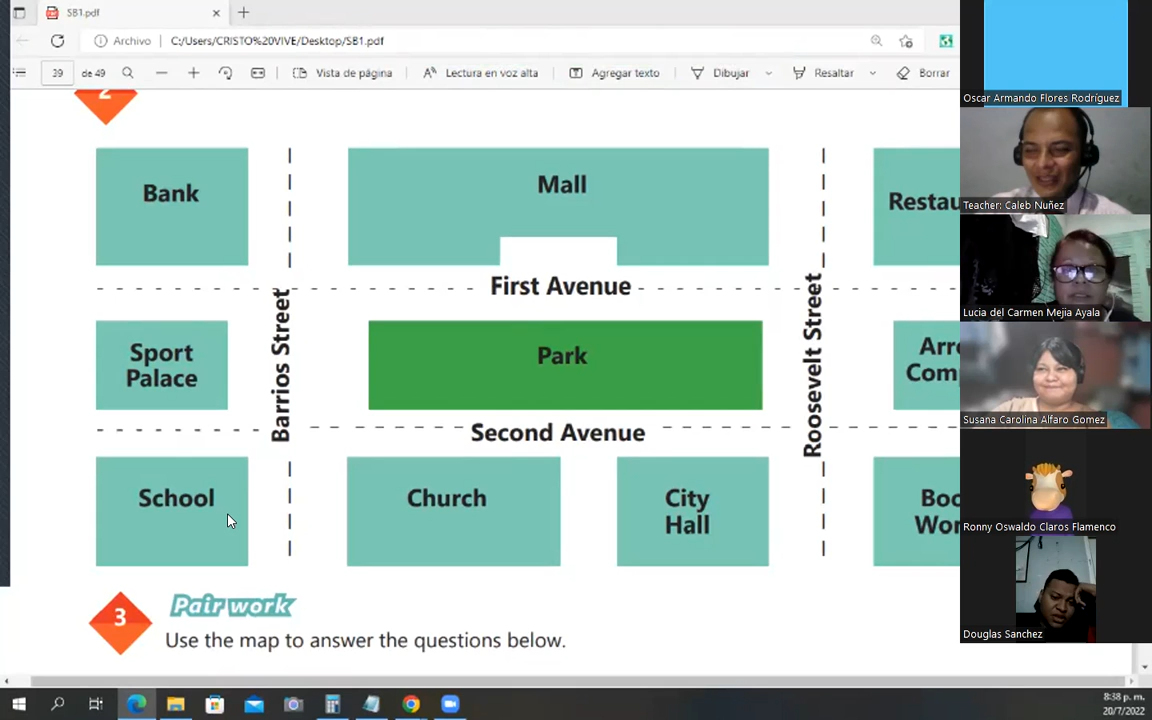 SB1.pdf
Archivo
C:/Users/CRISTO%20VIVE/Desktop/SB1.pdf
39
de 49
Vista de página
Lectura en voz alta
Agregar texto
Dibujar
Resaltar
Borrar
2
Bank
Mall
Restau
First Avenue
Barrios Street
Roosevelt Street
Sport
Palace
Park
Arre
Com
Second Avenue
School
Church
City
Hall
Boo
Wor
3
Pair work
Use the map to answer the questions below.
Oscar Armando Flores Rodríguez
Teacher: Caleb Nuñez
Lucia del Carmen Mejia Ayala
Susana Carolina Alfaro Gomez
Ronny Oswaldo Claros Flamenco
Douglas Sanchez
8:38 p. m.
20/7/2022